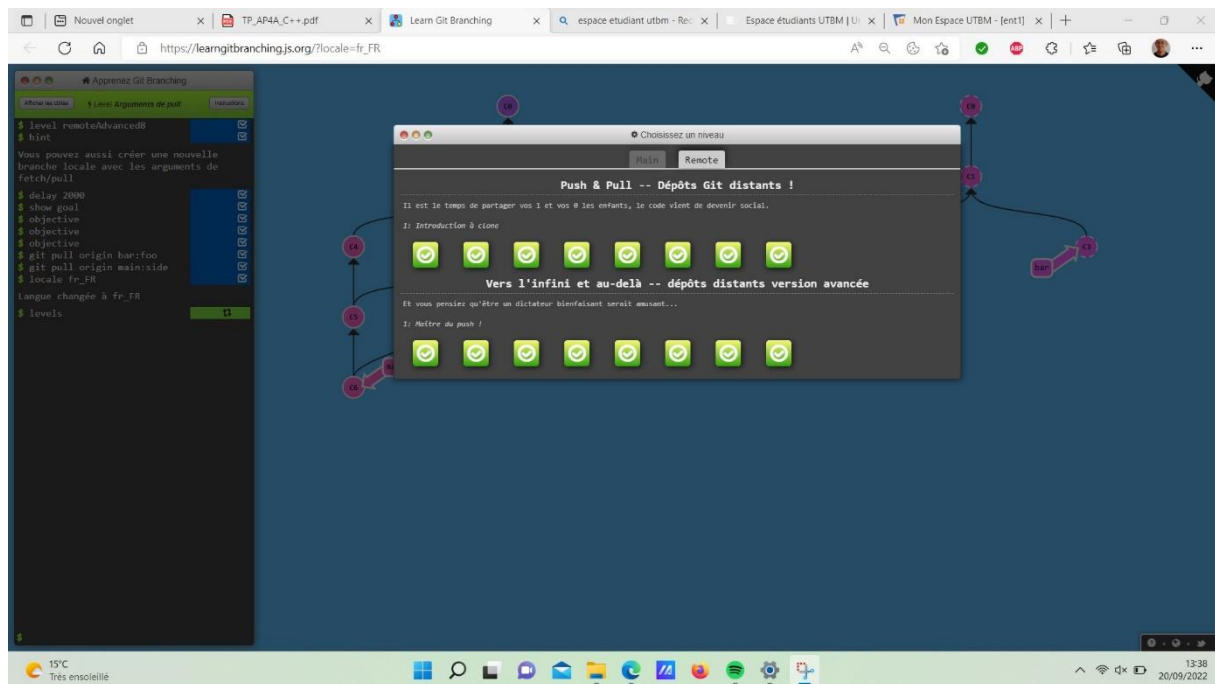 Nouvel onglet
TP_AP4A_C++.pdf
Learn Git Branching
espace etudiant utbm - Rec
Espace étudiants UTBM | U
Mon Espace UTBM - [ent1]
https://learngitbranching.js.org/?locale=fr_FR
ABP
Apprenez Git Branching
Level Arguments de pull
Instructions
$ level remoteAdvanced8
$ hint
Vous pouvez aussi créer une nouvelle
branche locale avec les arguments de
fetch/pull
$ delay 2000
$ show goal
$ objective
$ objective
$ objective
$ git pull origin bar:foo
$ git pull origin main:side
$ locale fr_FR
Langue changée à fr_FR
$ levels
$
C0
C0
C1
C4
C3
bar
C5
C6
Choisissez un niveau
Main
Remote
Push & Pull -- Dépôts Git distants !
Il est le temps de partager vos 1 et vos 0 les enfants, le code vient de devenir social.
1: Introduction à clone
Vers l'infini et au-delà -- dépôts distants version avancée
Et vous pensiez qu'être un dictateur bienfaisant serait amusant...
1: Maître du push !
15°C
Très ensoleillé
13:38
20/09/2022